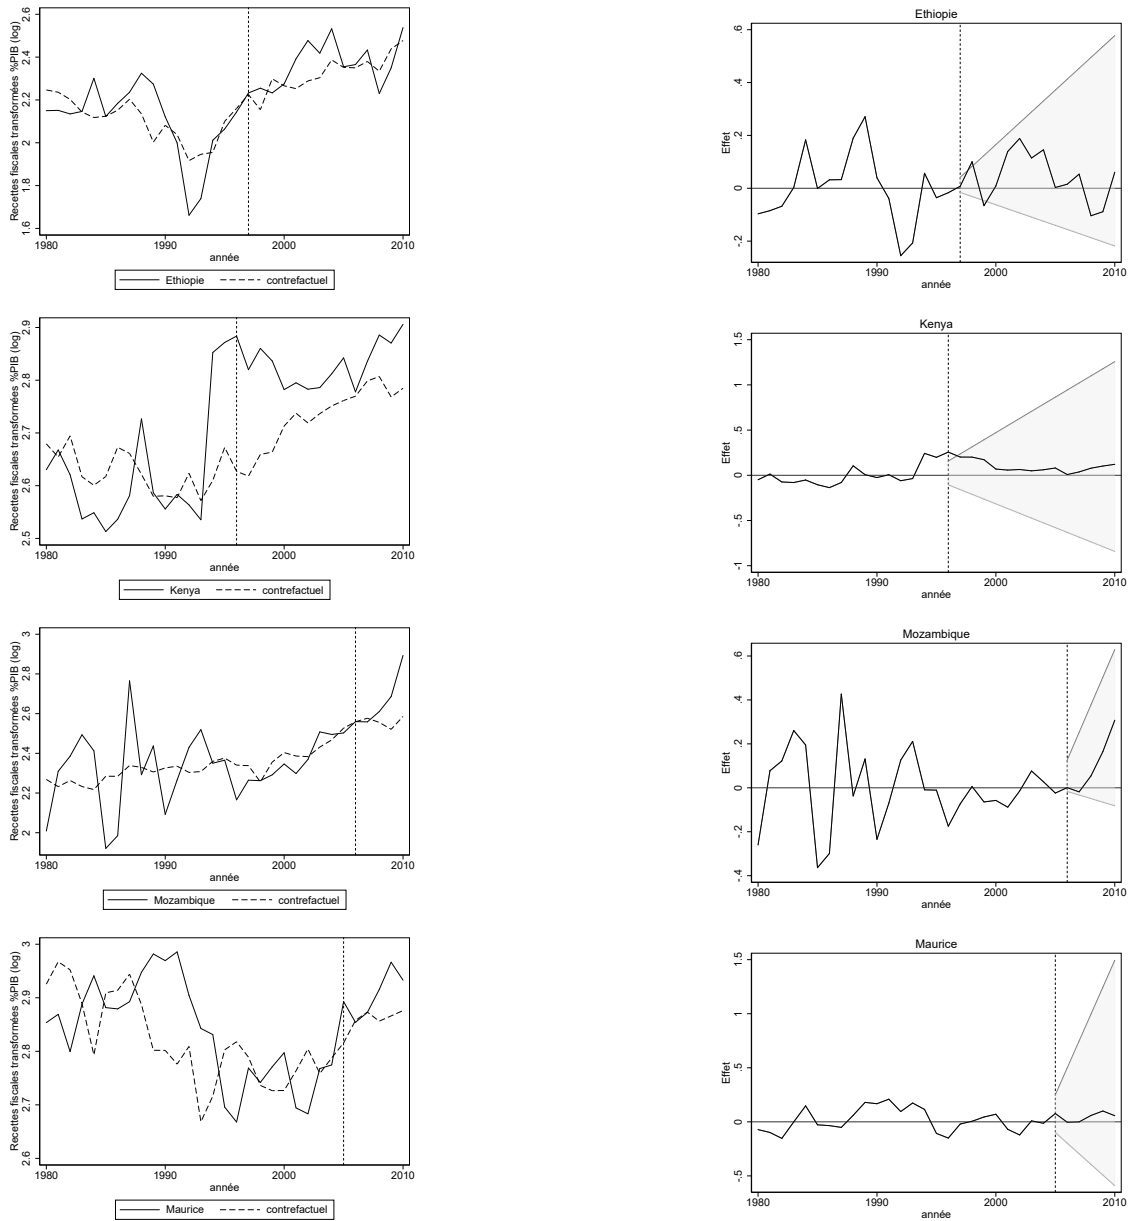 Recettes fiscales transformées %PIB (log)
2.6
2.4
2.2
2
1.8
1.6
1980 1990 2000 2010
année
Ethiopie contrefactuel
Ethiopie
Effet
.6
.4
.2
0
-.2
1980 1990 2000 2010
année
Recettes fiscales transformées %PIB (log)
2.9
2.8
2.7
2.6
2.5
1980 1990 2000 2010
année
Kenya contrefactuel
Kenya
Effet
1.5
1
.5
0
-.5
-1
1980 1990 2000 2010
année
Recettes fiscales transformées %PIB (log)
3
2.8
2.6
2.4
2.2
2
1980 1990 2000 2010
année
Mozambique contrefactuel
Mozambique
Effet
.6
.4
.2
0
-.2
-.4
1980 1990 2000 2010
année
Recettes fiscales transformées %PIB (log)
3
2.9
2.8
2.7
2.6
1980 1990 2000 2010
année
Maurice contrefactuel
Maurice
Effet
1.5
1
.5
0
-.5
1980 1990 2000 2010
année